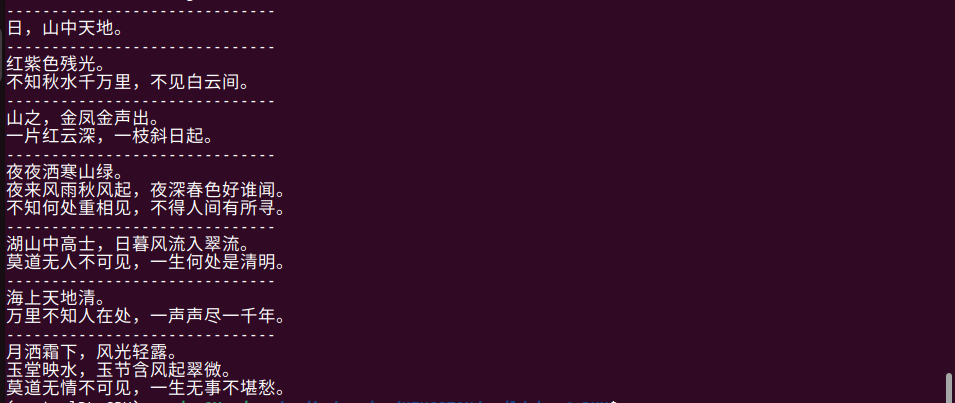 ------------------------------
日，山中天地。
------------------------------
红紫色残光。
不知秋水千万里，不见白云间。
------------------------------
山之，金凤金声出。
一片红云深，一枝斜日起。
------------------------------
夜夜洒寒山绿。
夜来风雨秋风起，夜深春色好谁闻。
不知何处重相见，不得人间有所寻。
------------------------------
湖山中高士，日暮风流入翠流。
莫道无人不可见，一生何处是清明。
------------------------------
海上天地清。
万里不知人在处，一声声尽一千年。
------------------------------
月洒霜下，风光轻露。
玉堂映水，玉节含风起翠微。
莫道无情不可见，一生无事不堪愁。